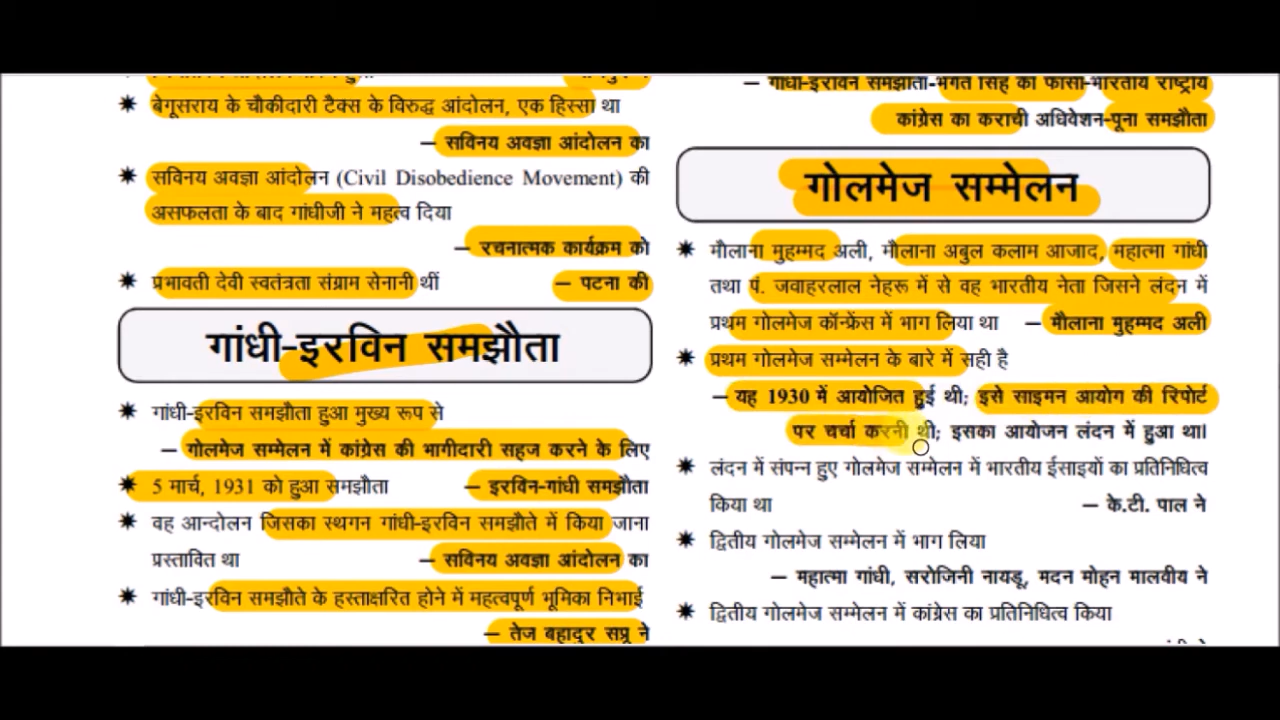 बेगूसराय के चौकीदारी टैक्स के विरुद्ध आंदोलन, एक हिस्सा था
— सविनय अवज्ञा आंदोलन का
सविनय अवज्ञा आंदोलन (Civil Disobedience Movement) की
असफलता के बाद गांधीजी ने महत्व दिया
— रचनात्मक कार्यक्रम को
प्रभावती देवी स्वतंत्रता संग्राम सेनानी थीं — पटना की
गांधी-इरविन समझौता
गांधी-इरविन समझौता हुआ मुख्य रूप से
— गोलमेज सम्मेलन में कांग्रेस की भागीदारी सहज करने के लिए
5 मार्च, 1931 को हुआ समझौता — इरविन-गांधी समझौता
वह आन्दोलन जिसका स्थगन गांधी-इरविन समझौते में किया जाना
प्रस्तावित था — सविनय अवज्ञा आंदोलन का
गांधी-इरविन समझौते के हस्ताक्षरित होने में महत्वपूर्ण भूमिका निभाई
— तेज बहादुर सप्रू ने
— गांधी-इरविन समझौता-भगत सिंह को फांसी-भारतीय राष्ट्रीय
कांग्रेस का कराची अधिवेशन-पूना समझौता
गोलमेज सम्मेलन
मौलाना मुहम्मद अली, मौलाना अबुल कलाम आजाद, महात्मा गांधी
तथा पं. जवाहरलाल नेहरू में से वह भारतीय नेता जिसने लंदन में
प्रथम गोलमेज कॉन्फ्रेंस में भाग लिया था — मौलाना मुहम्मद अली
प्रथम गोलमेज सम्मेलन के बारे में सही है
— यह 1930 में आयोजित हुई थी; इसे साइमन आयोग की रिपोर्ट
पर चर्चा करनी थी; इसका आयोजन लंदन में हुआ था।
लंदन में संपन्न हुए गोलमेज सम्मेलन में भारतीय ईसाइयों का प्रतिनिधित्व
किया था — के.टी. पाल ने
द्वितीय गोलमेज सम्मेलन में भाग लिया
— महात्मा गांधी, सरोजिनी नायडू, मदन मोहन मालवीय ने
द्वितीय गोलमेज सम्मेलन में कांग्रेस का प्रतिनिधित्व किया